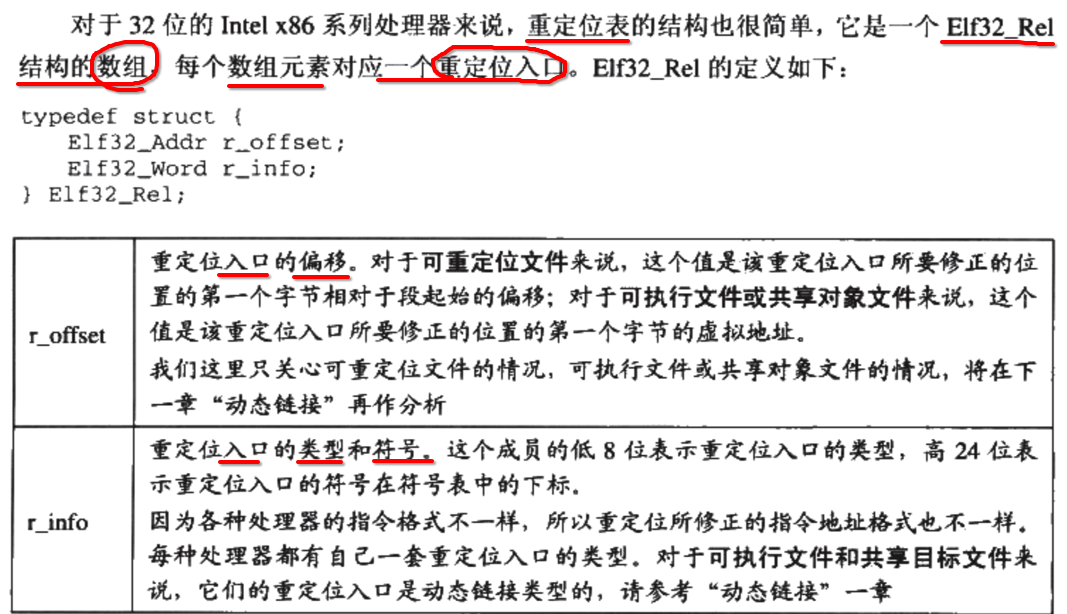 对于 32 位的 Intel x86 系列处理器来说，重定位表的结构也很简单，它是一个 Elf32_Rel
结构的数组，每个数组元素对应一个重定位入口。Elf32_Rel 的定义如下：
typedef struct {
Elf32_Addr r_offset;
Elf32_Word r_info;
} Elf32_Rel;
r_offset
重定位入口的偏移。对于可重定位文件来说，这个值是该重定位入口所要修正的位
置的第一个字节相对于段起始的偏移；对于可执行文件或共享对象文件来说，这个
值是该重定位入口所要修正的位置的第一个字节的虚拟地址。
我们这里只关心可重定位文件的情况，可执行文件或共享对象文件的情况，将在下
一章“动态链接”再作分析
r_info
重定位入口的类型和符号。这个成员的低 8 位表示重定位入口的类型，高 24 位表
示重定位入口的符号在符号表中的下标。
因为各种处理器的指令格式不一样，所以重定位所修正的指令地址格式也不一样。
每种处理器都有自己一套重定位入口的类型。对于可执行文件和共享目标文件来
说，它们的重定位入口是动态链接类型的，请参考“动态链接”一章